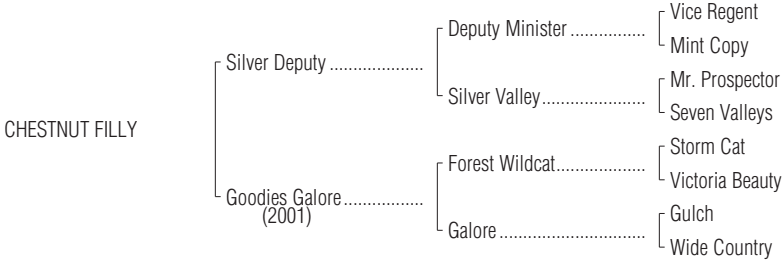 Vice Regent
Deputy Minister ..................
Mint Copy
Silver Deputy .....................
Mr. Prospector
Silver Valley.........................
Seven Valleys
CHESTNUT FILLY
Storm Cat
Forest Wildcat.....................
Victoria Beauty
Goodies Galore..................
(2001)
Gulch
Galore ...................................
Wide Country